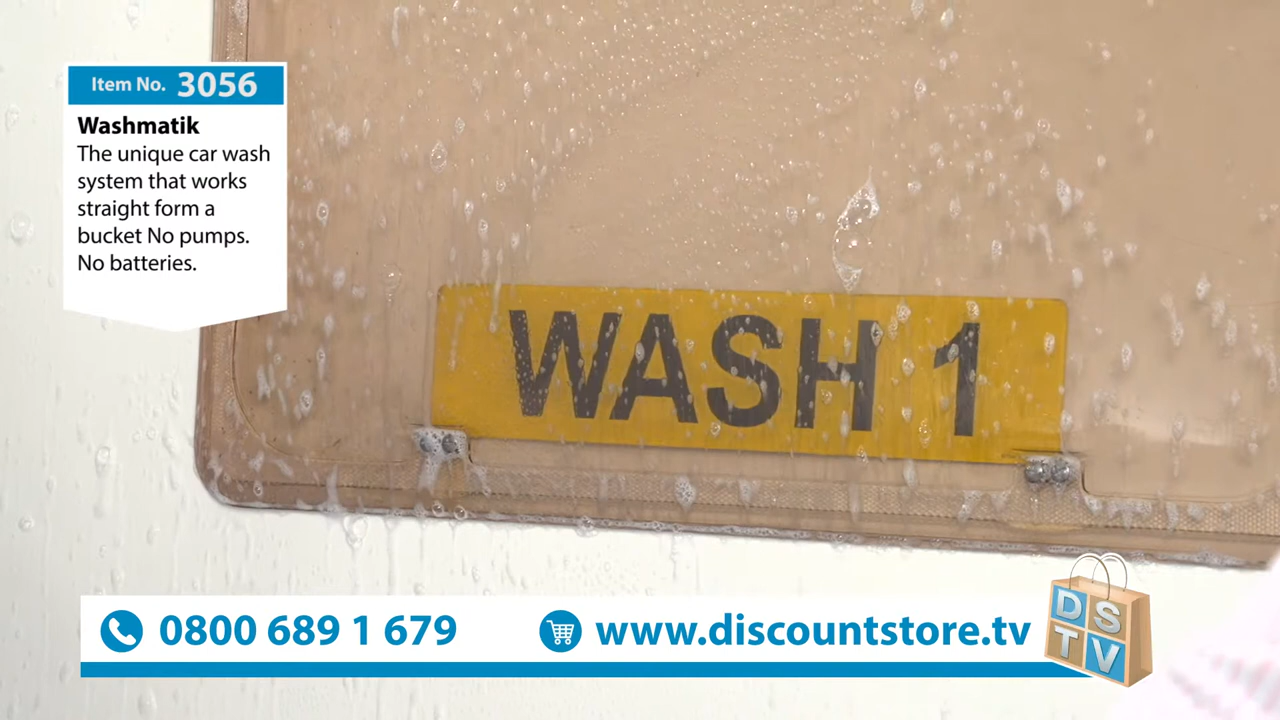 Item No. 3056
Washmatik
The unique car wash
system that works
straight form a
bucket No pumps.
No batteries.
WASH 1
0800 689 1 679
www.discountstore.tv
DS
TV